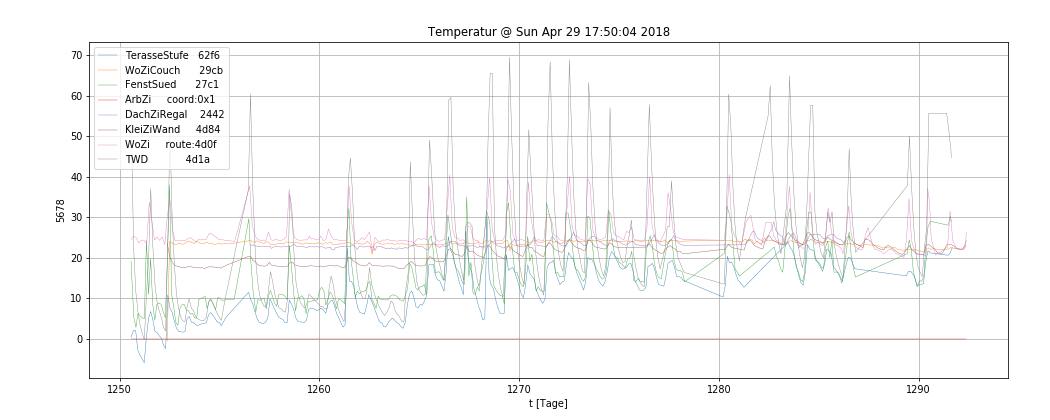 Temperatur @ Sun Apr 29 17:50:04 2018
70
60
50
40
30
20
10
0
5678
TerasseStufe 62f6
WoZiCouch 29cb
FenstSued 27c1
ArbZi coord:0x1
DachZiRegal 2442
KleiZiWand 4d84
WoZi route:4d0f
TWD 4d1a
1250 1260 1270 1280 1290
t [Tage]